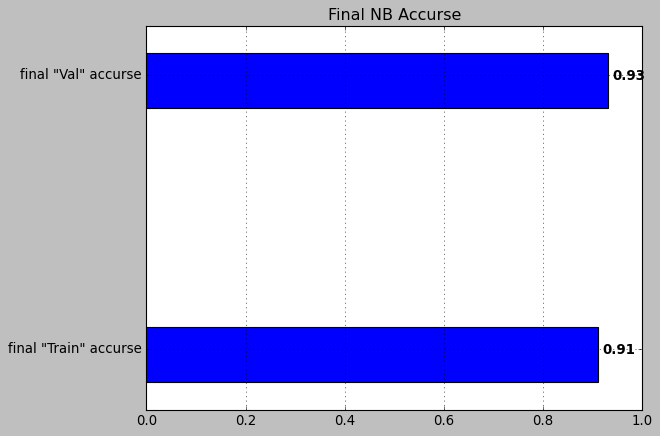 Final NB Accurse
final "Val" accurse
0.93
final "Train" accurse
0.91
0.0 0.2 0.4 0.6 0.8 1.0